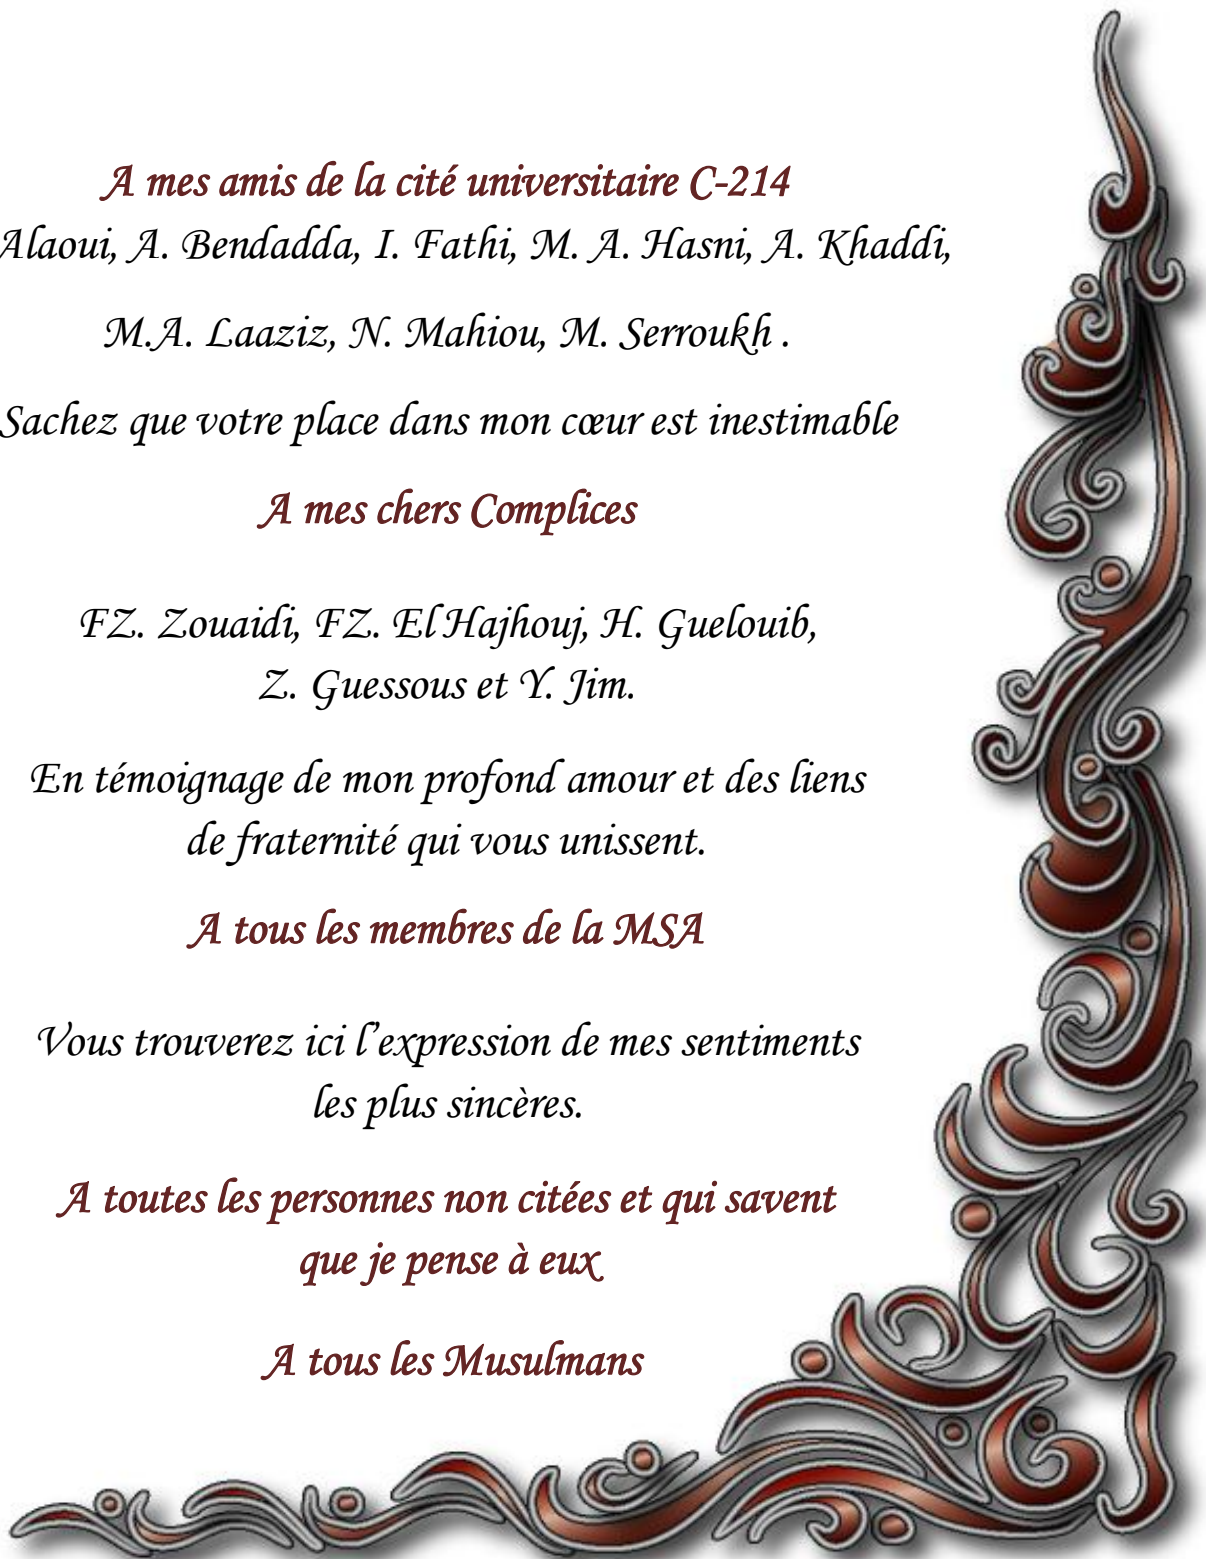 A mes amis de la cité universitaire C-214
Alaoui, A. Bendadda, I. Fathi, M. A. Hasni, A. Khaddi,
M.A. Laaziz, N. Mahiou, M. Serroukh .
Sachez que votre place dans mon cœur est inestimable
A mes chers Complices
FZ. Zouaidi, FZ. El Hajhouj, H. Guelouib,
Z. Guessous et Y. Jim.
En témoignage de mon profond amour et des liens
de fraternité qui vous unissent.
A tous les membres de la MSA
Vous trouverez ici l’expression de mes sentiments
les plus sincères.
A toutes les personnes non citées et qui savent
que je pense à eux
A tous les Musulmans